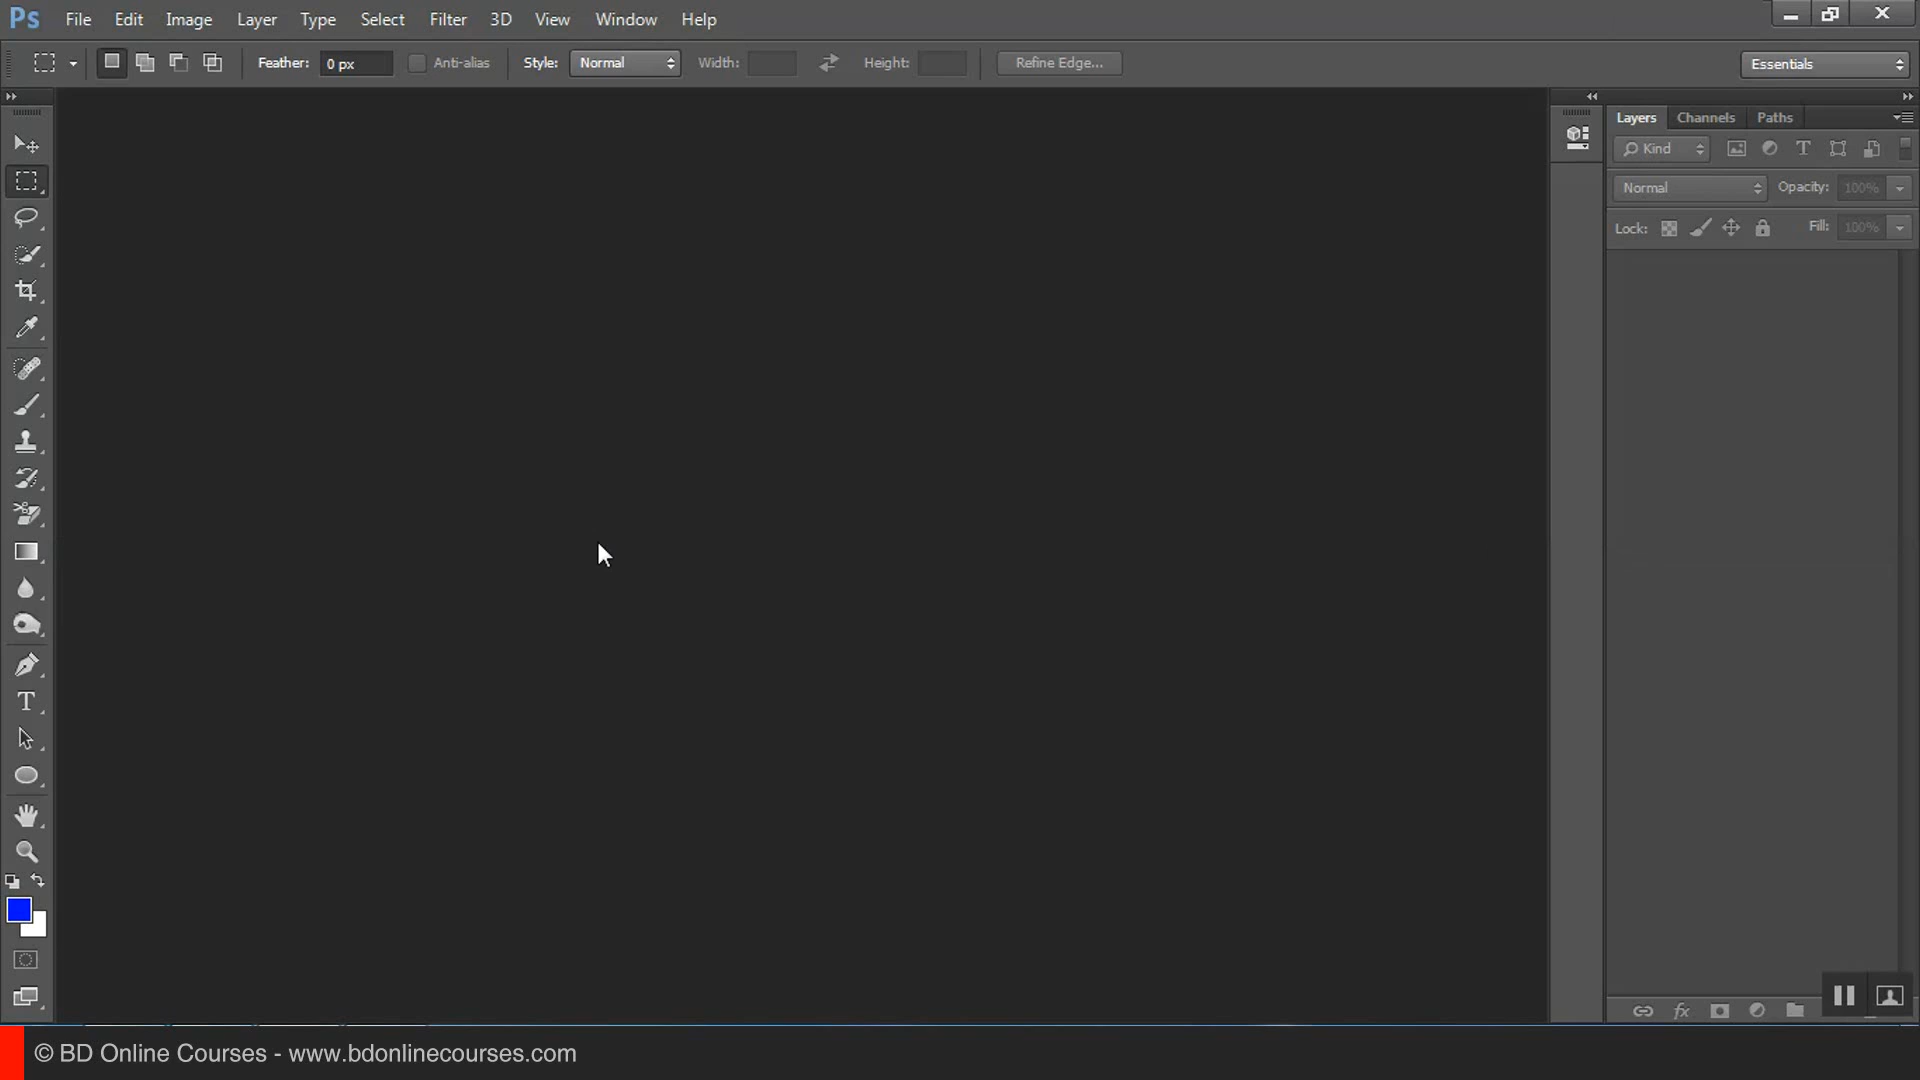 Ps File Edit Image Layer Type Select Filter 3D View Window Help
Feather: 0 px Anti-alias Style: Normal Width: Height: Refine Edge... Essentials
Layers Channels Paths
Kind
Normal Opacity: 100%
Lock: Fill: 100%
© BD Online Courses - www.bdonlinecourses.com